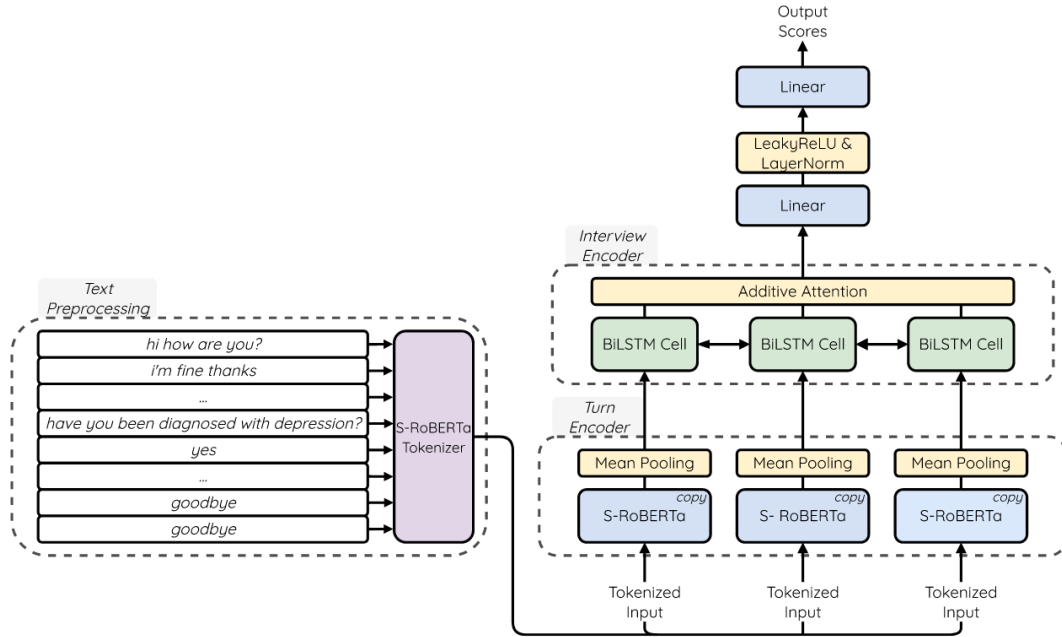 Output
Scores
Linear
LeakyReLU &
LayerNorm
Linear
Interview
Encoder
Additive Attention
BiLSTM Cell
BiLSTM Cell
BiLSTM Cell
Text
Preprocessing
hi how are you?
i'm fine thanks
...
have you been diagnosed with depression?
yes
...
goodbye
goodbye
S-RoBERTa
Tokenizer
Turn
Encoder
Mean Pooling
Mean Pooling
Mean Pooling
copy
S-RoBERTa
copy
S- RoBERTa
copy
S-RoBERTa
Tokenized
Input
Tokenized
Input
Tokenized
Input